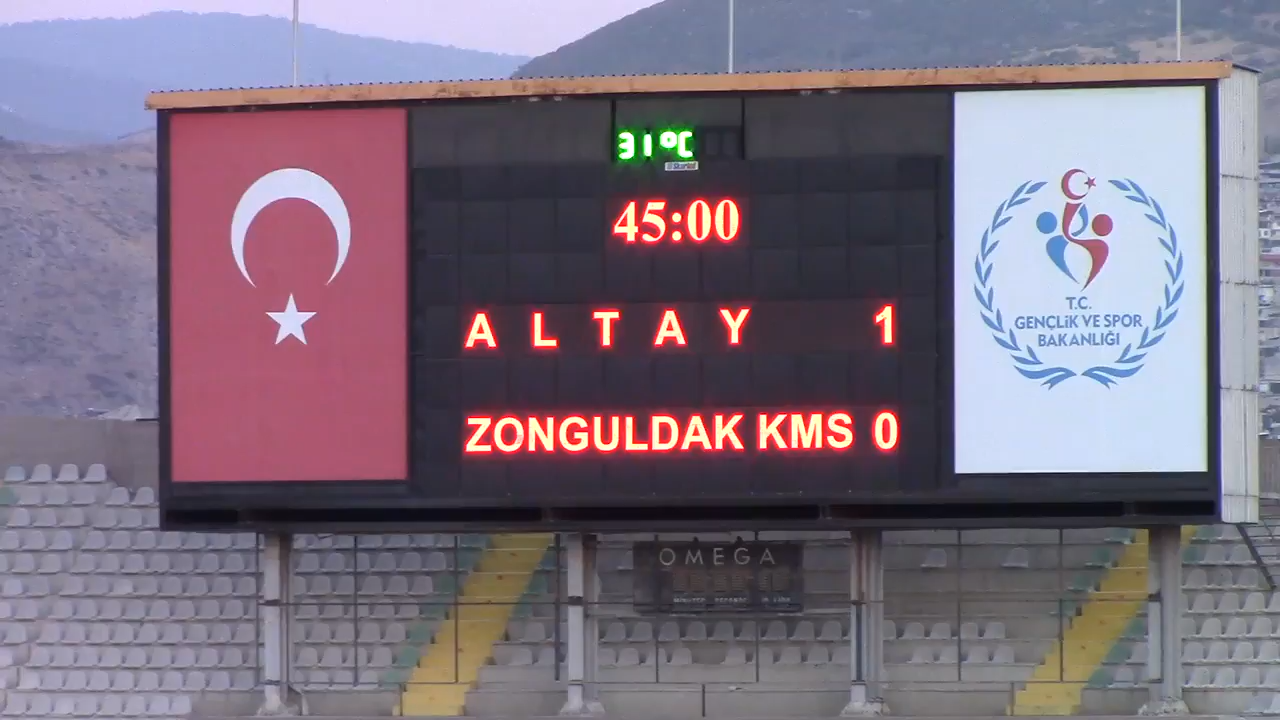 31°C
45:00
ALTAY 1
ZONGULDAK KMS 0
T.C.
GENÇLİK VE SPOR
BAKANLIĞI
OMEGA